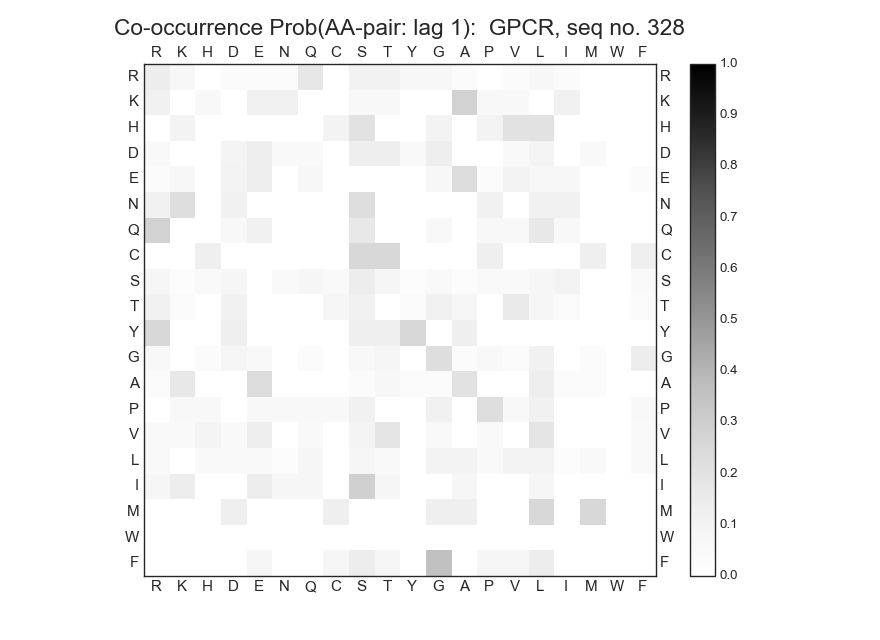 Co-occurrence Prob(AA-pair: lag 1):  GPCR, seq no. 328
R K H D E N Q C S T Y G A P V L I M W F
R R 1.0
K K 0.9
H H
D D 0.8
E E
N N 0.7
Q Q
C C 0.6
S S
T T 0.5
Y Y
G G 0.4
A A
P P 0.3
V V
L L 0.2
I I
M M 0.1
W W
F F 0.0
R K H D E N Q C S T Y G A P V L I M W F